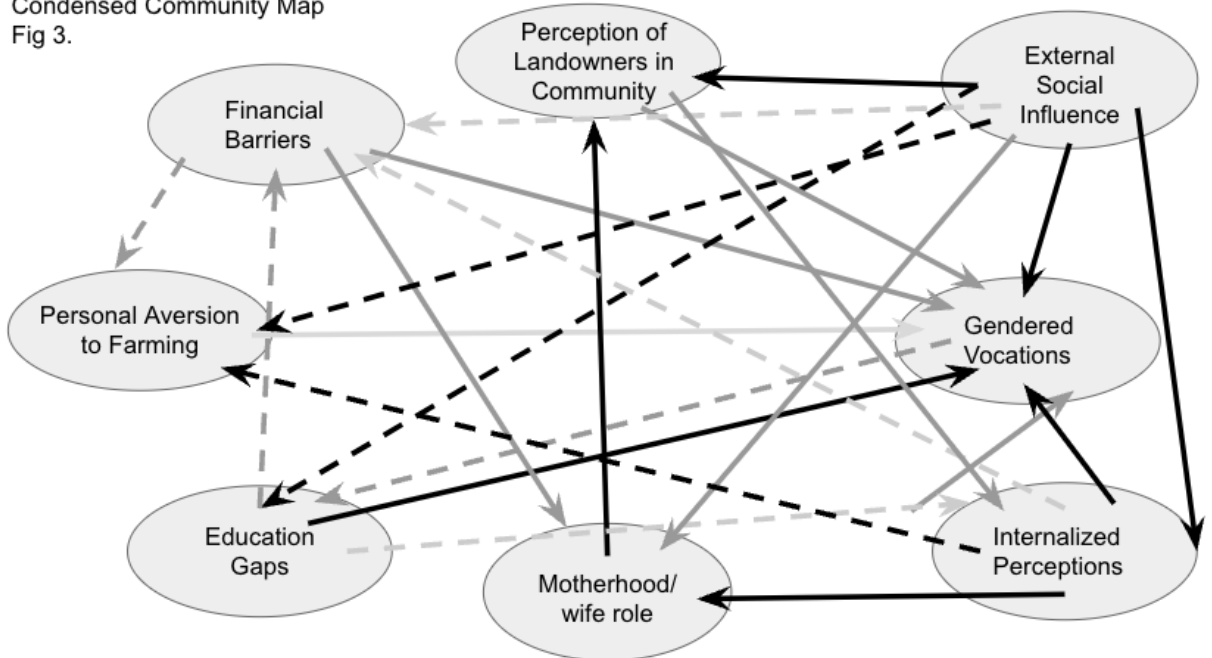 Condensed Community Map
Fig 3.
Perception of
Landowners in
Community
External
Social
Influence
Financial
Barriers
Personal Aversion
to Farming
Gendered
Vocations
Education
Gaps
Motherhood/
wife role
Internalized
Perceptions